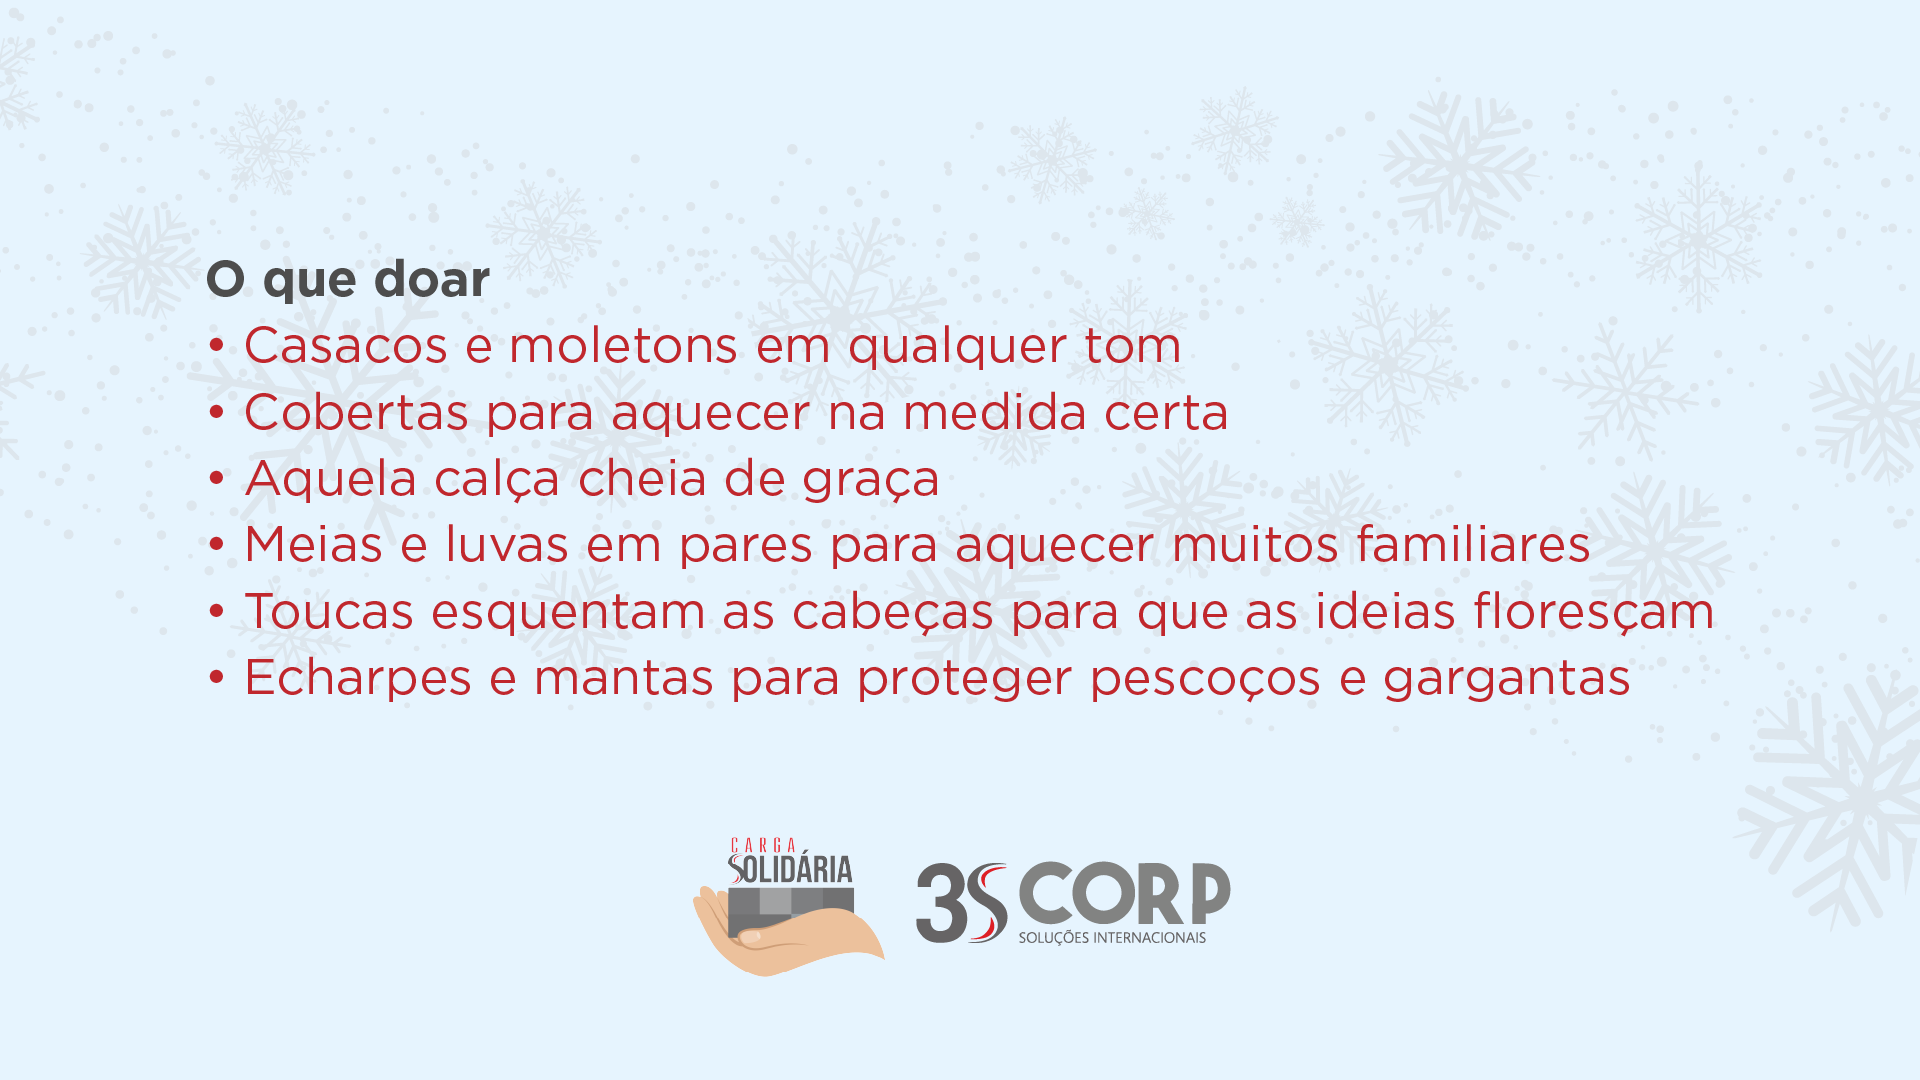 O que doar
• Casacos e moletons em qualquer tom
• Cobertas para aquecer na medida certa
• Aquela calça cheia de graça
• Meias e luvas em pares para aquecer muitos familiares
• Toucas esquentam as cabeças para que as ideias floresçam
• Echarpes e mantas para proteger pescoços e gargantas
CARGA
SOLIDÁRIA
3S CORP
SOLUÇÕES INTERNACIONAIS